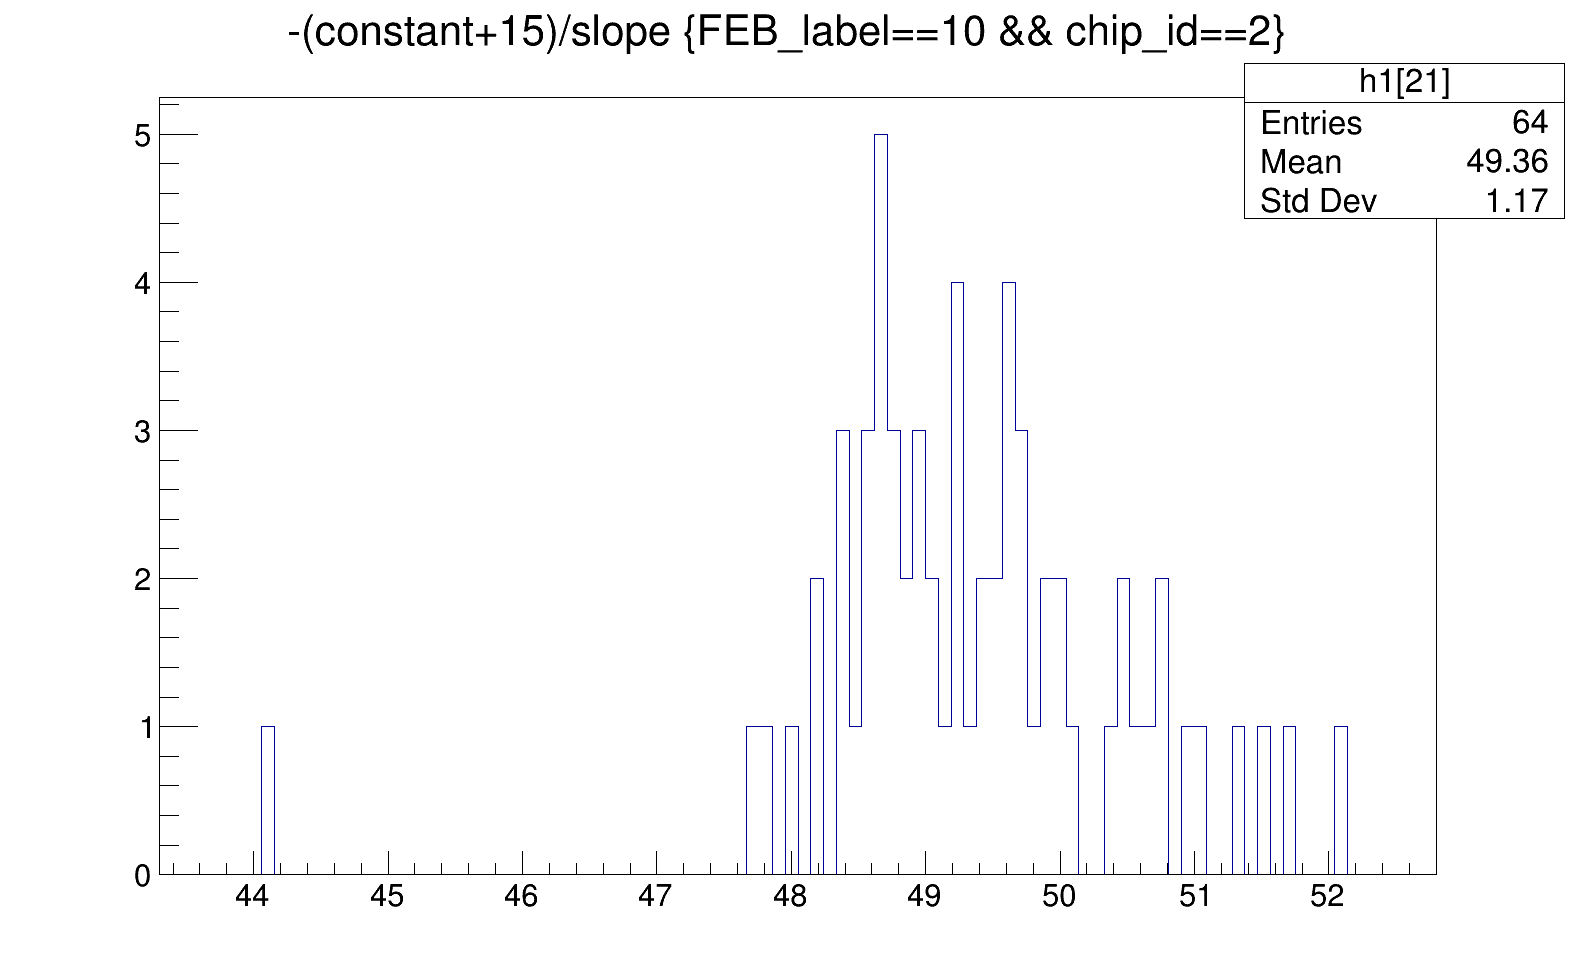 -(constant+15)/slope {FEB_label==10 && chip_id==2}
h1[21]
Entries 64
Mean 49.36
Std Dev 1.17
5
4
3
2
1
0
44 45 46 47 48 49 50 51 52